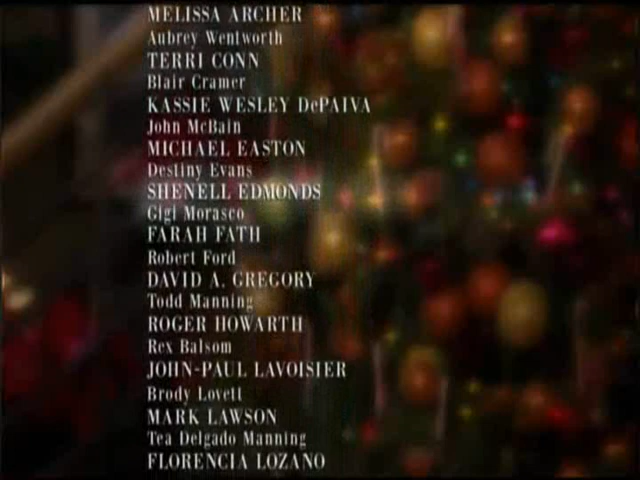 MELISSA ARCHER
Aubrey Wentworth
TERRI CONN
Blair Cramer
KASSIE WESLEY DePAIVA
John McBain
MICHAEL EASTON
Destiny Evans
SHENELL EDMONDS
Gigi Morasco
FARAH FATH
Robert Ford
DAVID A. GREGORY
Todd Manning
ROGER HOWARTH
Rex Balsom
JOHN-PAUL LAVOISIER
Brody Lovett
MARK LAWSON
Tea Delgado Manning
FLORENCIA LOZANO